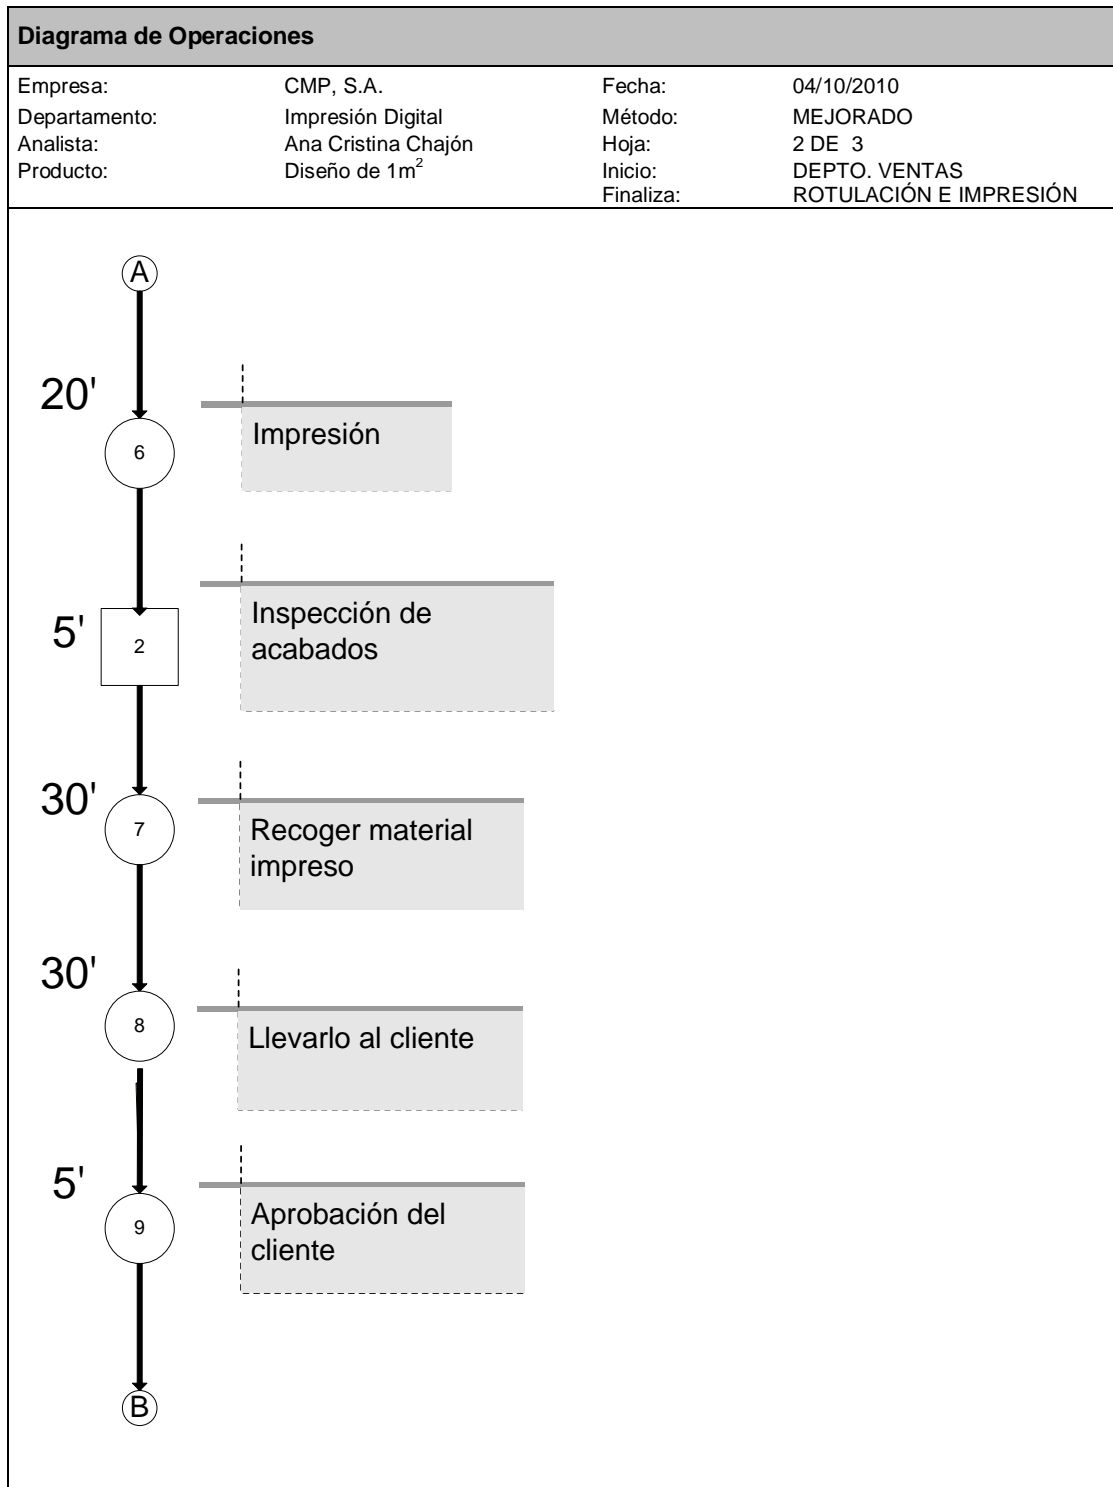 Diagrama de Operaciones
Empresa: CMP, S.A. Fecha: 04/10/2010
Departamento: Impresión Digital Método: MEJORADO
Analista: Ana Cristina Chajón Hoja: 2 DE 3
Producto: Diseño de 1m² Inicio: DEPTO. VENTAS
Finaliza: ROTULACIÓN E IMPRESIÓN
A
20'
6
Impresión
5'
2
Inspección de
acabados
30'
7
Recoger material
impreso
30'
8
Llevarlo al cliente
5'
9
Aprobación del
cliente
B